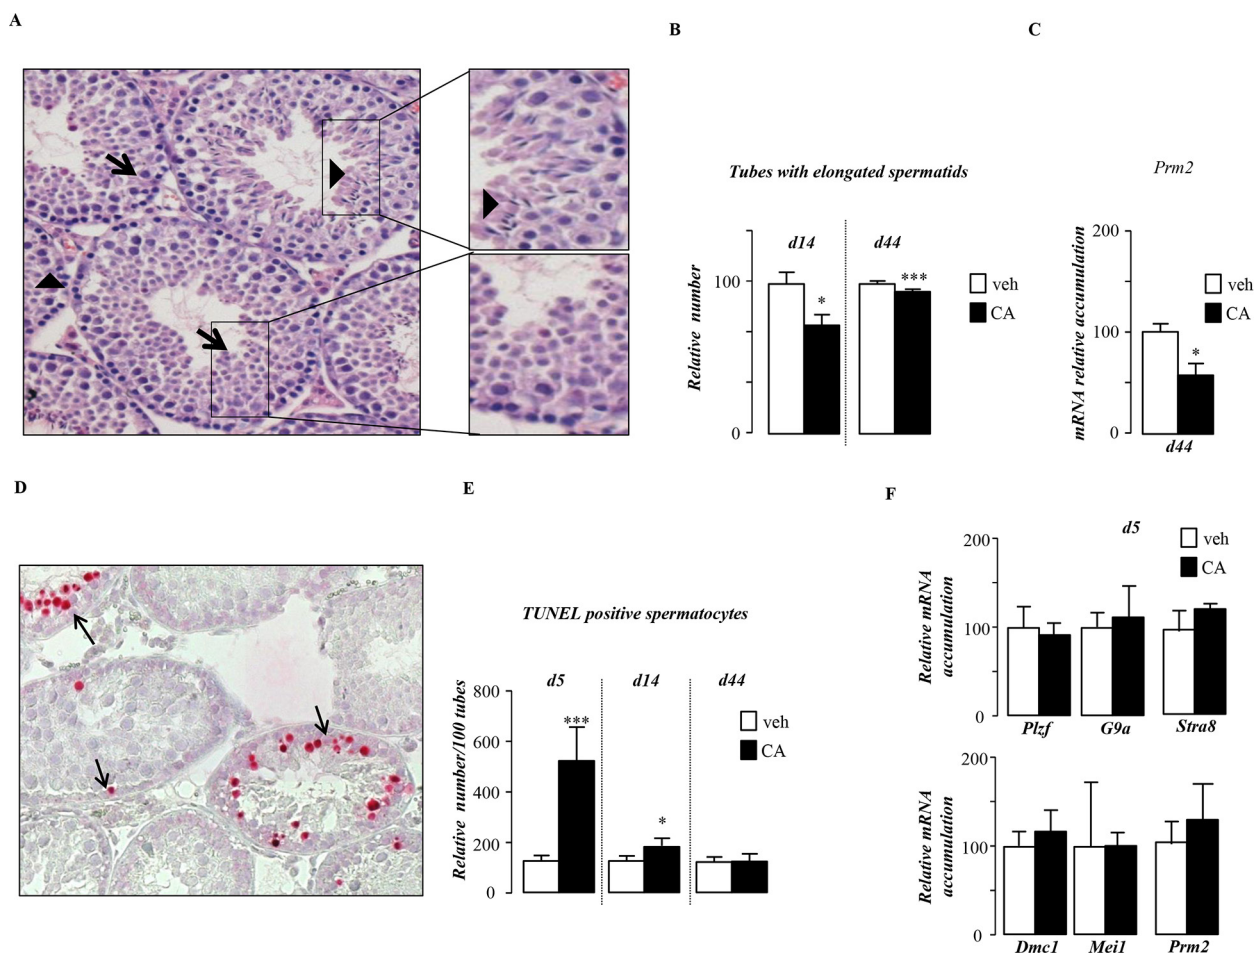 A
B
Tubes with elongated spermatids
d14
d44
Relative number
100
0
*
***
veh
CA
C
Prm2
mRNA relative accumulation
200
100
0
*
veh
CA
d44
D
E
TUNEL positive spermatocytes
d5
d14
d44
Relative number/100 tubes
800
600
400
200
0
***
*
veh
CA
F
d5
veh
CA
Relative mRNA
accumulation
200
100
0
Plzf
G9a
Stra8
Relative mRNA
accumulation
200
100
0
Dmc1
Mei1
Prm2